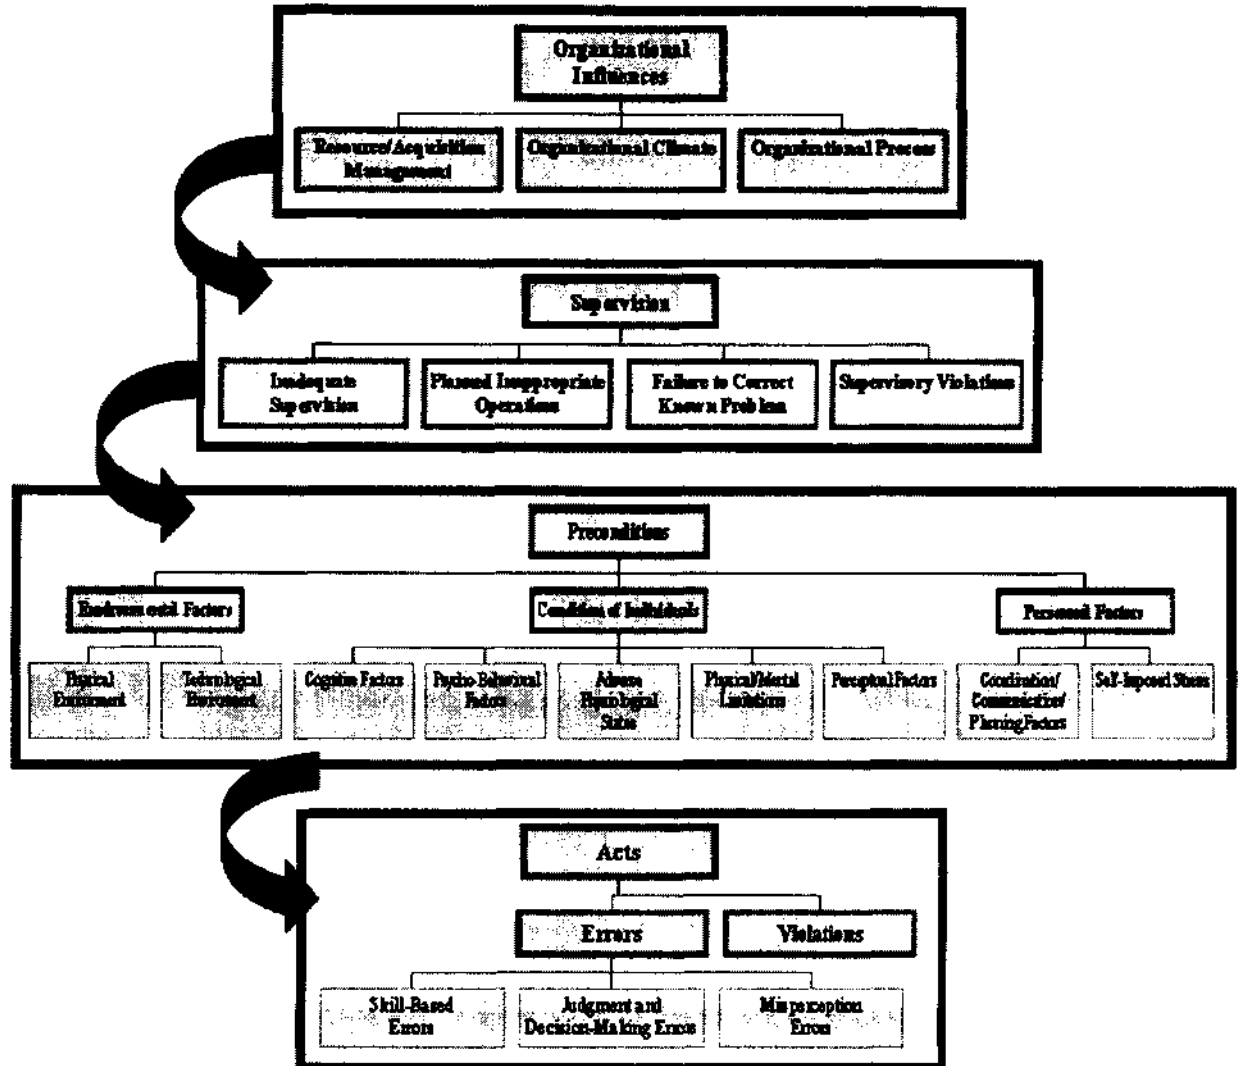 Organizational
Influences
Resource/Acquisition
Management
Organizational Climate
Organizational Process
Supervision
Inadequate
Supervision
Planned Inappropriate
Operations
Failure to Correct
Known Problem
Supervisory Violations
Preconditions
Environmental Factors
Condition of Individuals
Personnel Factors
Physical
Environment
Technological
Environment
Cognitive Factors
Psycho-Behavioral
Factors
Adverse
Physiological
States
Physical/Mental
Limitations
Perceptual Factors
Coordination/
Communication/
Planning Factors
Self-Imposed Stress
Acts
Errors
Violations
Skill-Based
Errors
Judgment and
Decision-Making Errors
Misperception
Errors